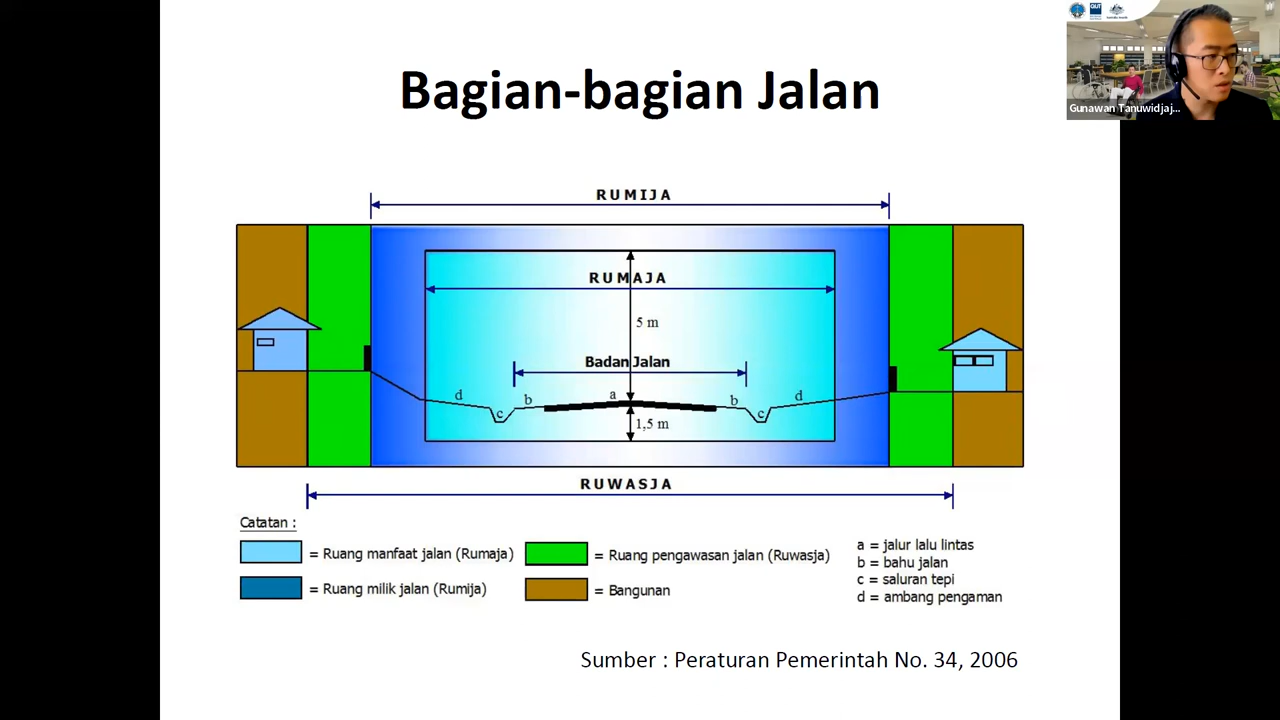 Bagian-bagian Jalan
QUT
Gunawan Tanuwidjaj...
RUMIJA
RUMAJA
5 m
Badan Jalan
d
c
b
a
b
c
d
1,5 m
RUWASJA
Catatan :
= Ruang manfaat jalan (Rumaja)
= Ruang milik jalan (Rumija)
= Ruang pengawasan jalan (Ruwasja)
= Bangunan
a = jalur lalu lintas
b = bahu jalan
c = saluran tepi
d = ambang pengaman
Sumber : Peraturan Pemerintah No. 34, 2006